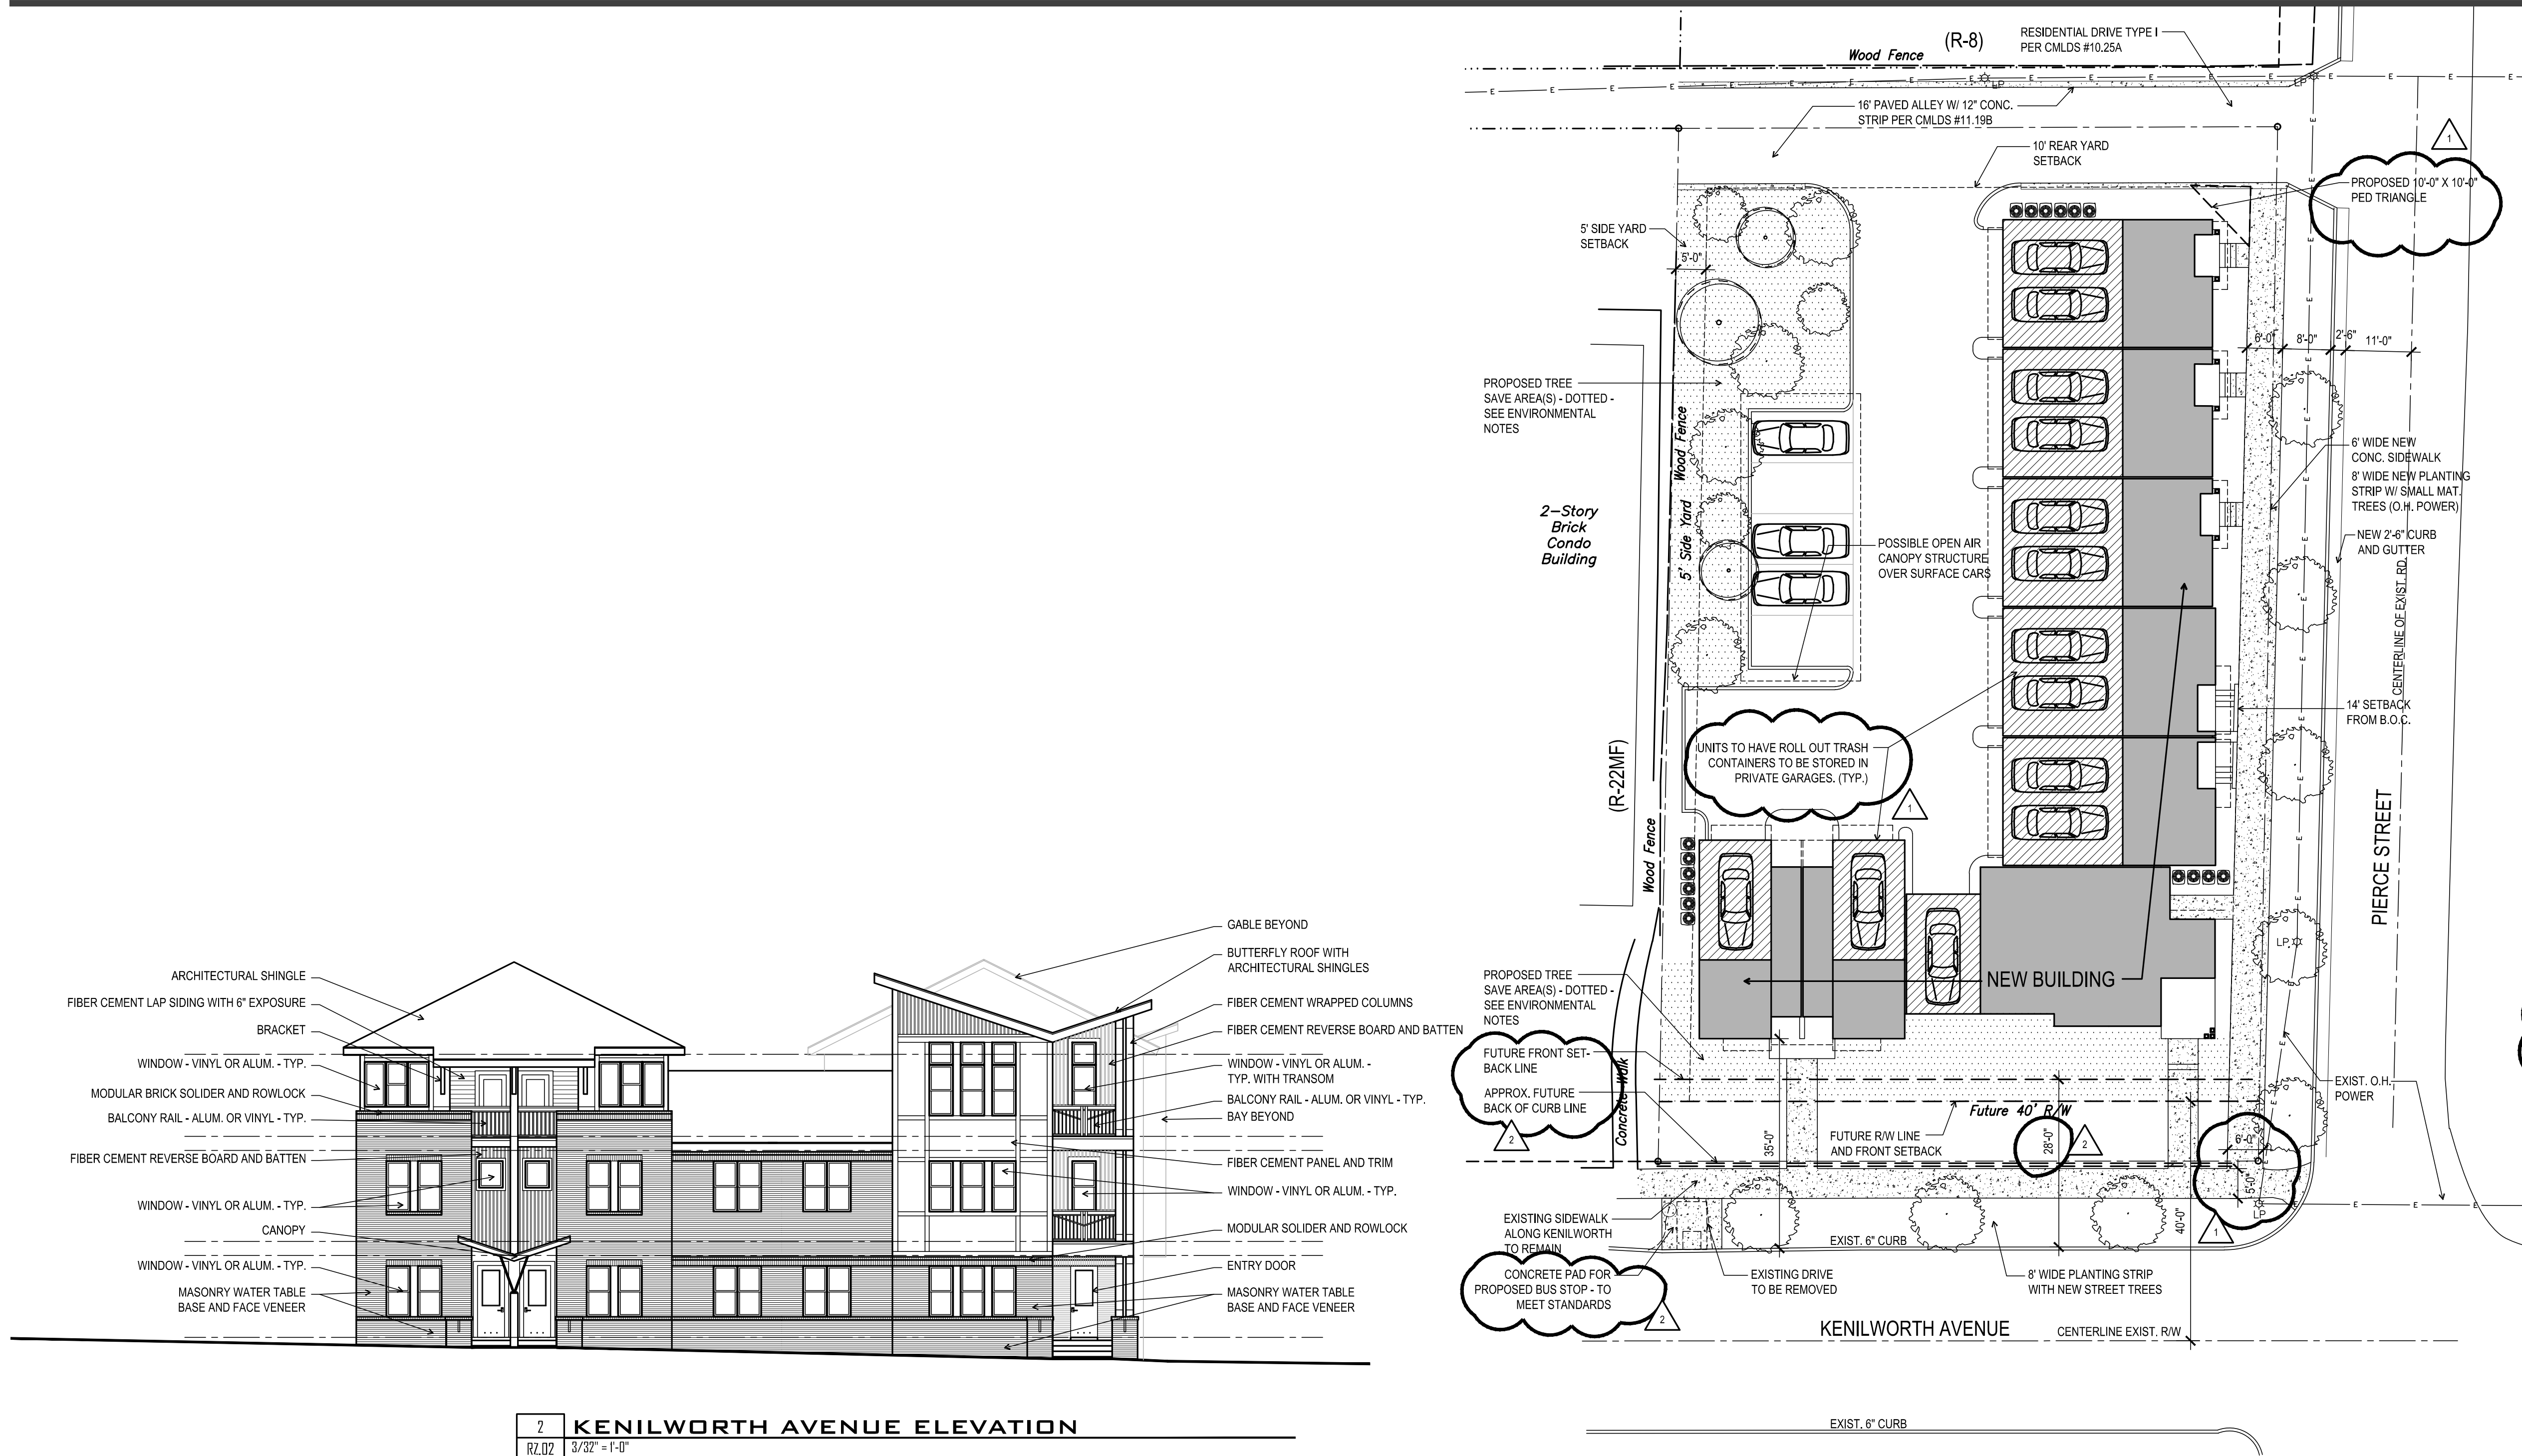 ARCHITECTURAL SHINGLE
FIBER CEMENT LAP SIDING WITH 6" EXPOSURE
BRACKET
WINDOW - VINYL OR ALUM. - TYP.
MODULAR BRICK SOLIDER AND ROWLOCK
BALCONY RAIL - ALUM. OR VINYL - TYP.
FIBER CEMENT REVERSE BOARD AND BATTEN
WINDOW - VINYL OR ALUM. - TYP.
CANOPY
WINDOW - VINYL OR ALUM. - TYP.
MASONRY WATER TABLE
BASE AND FACE VENEER
GABLE BEYOND
BUTTERFLY ROOF WITH
ARCHITECTURAL SHINGLES
FIBER CEMENT WRAPPED COLUMNS
FIBER CEMENT REVERSE BOARD AND BATTEN
WINDOW - VINYL OR ALUM. -
TYP. WITH TRANSOM
BALCONY RAIL - ALUM. OR VINYL - TYP.
BAY BEYOND
FIBER CEMENT PANEL AND TRIM
WINDOW - VINYL OR ALUM. - TYP.
MODULAR SOLIDER AND ROWLOCK
ENTRY DOOR
MASONRY WATER TABLE
BASE AND FACE VENEER
2
RZ.02
KENILWORTH AVENUE ELEVATION
3/32" = 1'-0"
Wood Fence
(R-8)
RESIDENTIAL DRIVE TYPE I
PER CMLDS #10.25A
E E E E E E E E E E E E E
LP
LP
16' PAVED ALLEY W/ 12" CONC.
STRIP PER CMLDS #11.19B
10' REAR YARD
SETBACK
1
PROPOSED 10'-0" X 10'-0"
PED TRIANGLE
5' SIDE YARD
SETBACK
5'-0"
6'-0"
8'-0"
2'-6"
11'-0"
PROPOSED TREE
SAVE AREA(S) - DOTTED -
SEE ENVIRONMENTAL
NOTES
Wood Fence
5' Side Yard
2-Story
Brick
Condo
Building
POSSIBLE OPEN AIR
CANOPY STRUCTURE
OVER SURFACE CARS
6' WIDE NEW
CONC. SIDEWALK
8' WIDE NEW PLANTING
STRIP W/ SMALL MAT.
TREES (O.H. POWER)
NEW 2'-6" CURB
AND GUTTER
CENTERLINE OF EXIST. RD.
14' SETBACK
FROM B.O.C.
(R-22MF)
UNITS TO HAVE ROLL OUT TRASH
CONTAINERS TO BE STORED IN
PRIVATE GARAGES. (TYP.)
1
Wood Fence
PIERCE STREET
LP
NEW BUILDING
PROPOSED TREE
SAVE AREA(S) - DOTTED -
SEE ENVIRONMENTAL
NOTES
FUTURE FRONT SET-
BACK LINE
APPROX. FUTURE
BACK OF CURB LINE
2
Concrete Walk
EXIST. O.H.
POWER
Future 40' R/W
FUTURE R/W LINE
AND FRONT SETBACK
35'-0"
28'-0"
2
6'-0"
5'-0"
LP
1
40'-0"
EXISTING SIDEWALK
ALONG KENILWORTH
TO REMAIN
EXIST. 6" CURB
CONCRETE PAD FOR
PROPOSED BUS STOP - TO
MEET STANDARDS
2
EXISTING DRIVE
TO BE REMOVED
8' WIDE PLANTING STRIP
WITH NEW STREET TREES
E E
KENILWORTH AVENUE
CENTERLINE EXIST. R/W
EXIST. 6" CURB